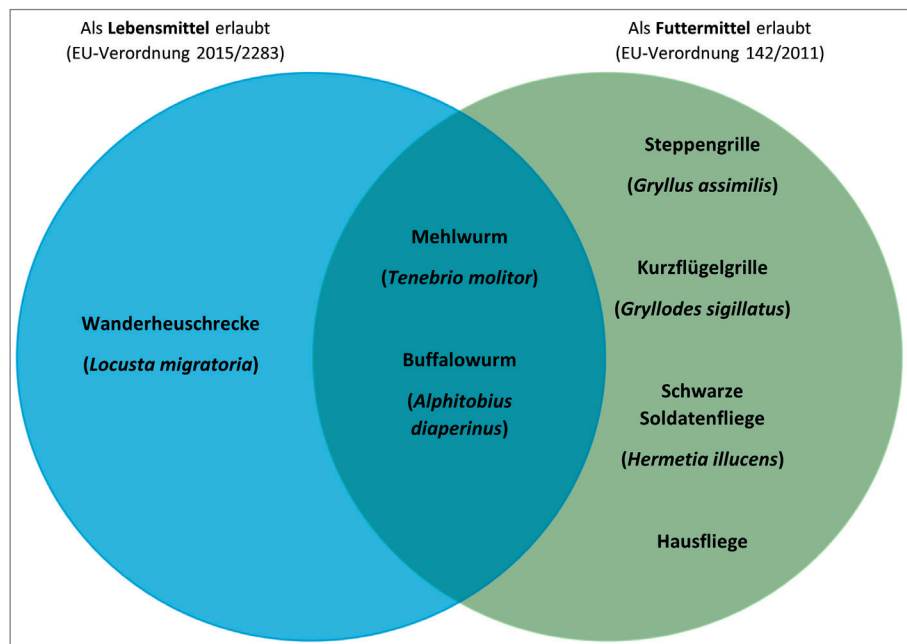 Als Lebensmittel erlaubt
(EU-Verordnung 2015/2283)
Als Futtermittel erlaubt
(EU-Verordnung 142/2011)
Wanderheuschrecke
(Locusta migratoria)
Mehlwurm
(Tenebrio molitor)
Buffalowurm
(Alphitobius
diaperinus)
Steppengrille
(Gryllus assimilis)
Kurzflügelgrille
(Gryllodes sigillatus)
Schwarze
Soldatenfliege
(Hermetia illucens)
Hausfliege